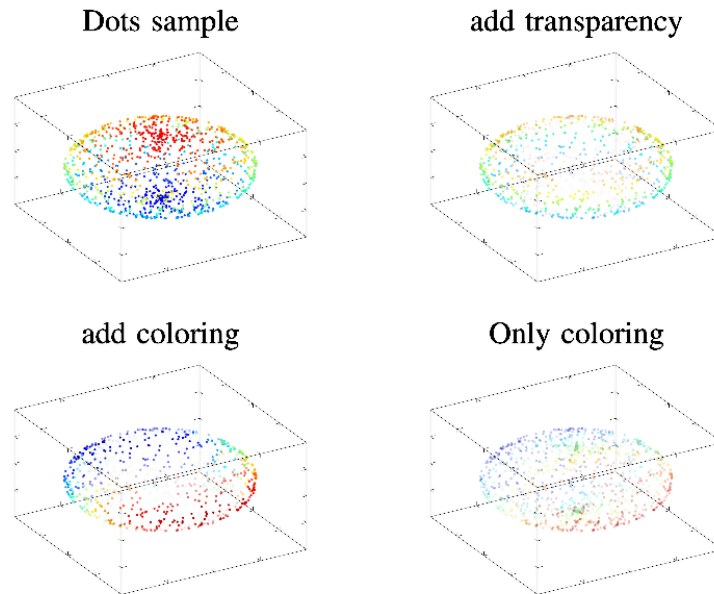 Dots sample
add transparency
add coloring
Only coloring